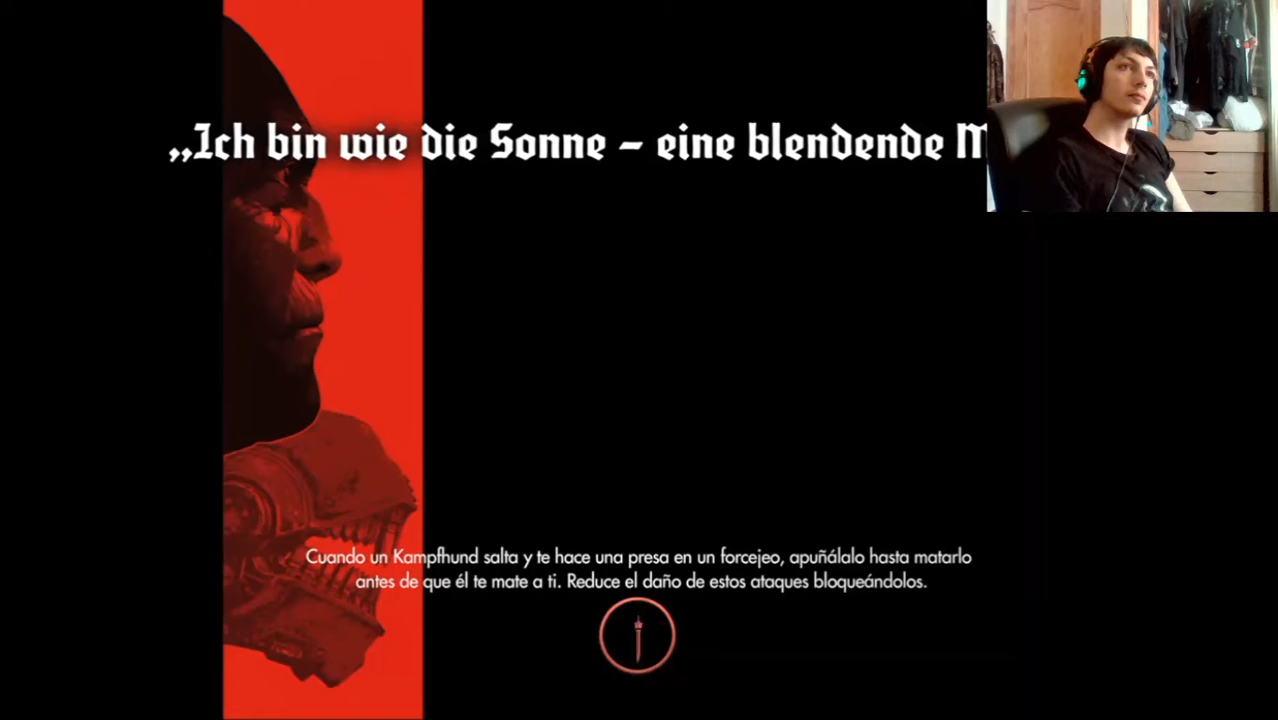 „Ich bin wie die Sonne – eine blendende
Cuando un Kampfhund salta y te hace una presa en un forcejeo, apuñálalo hasta matarlo
antes de que él te mate a ti. Reduce el daño de estos ataques bloqueándolos.